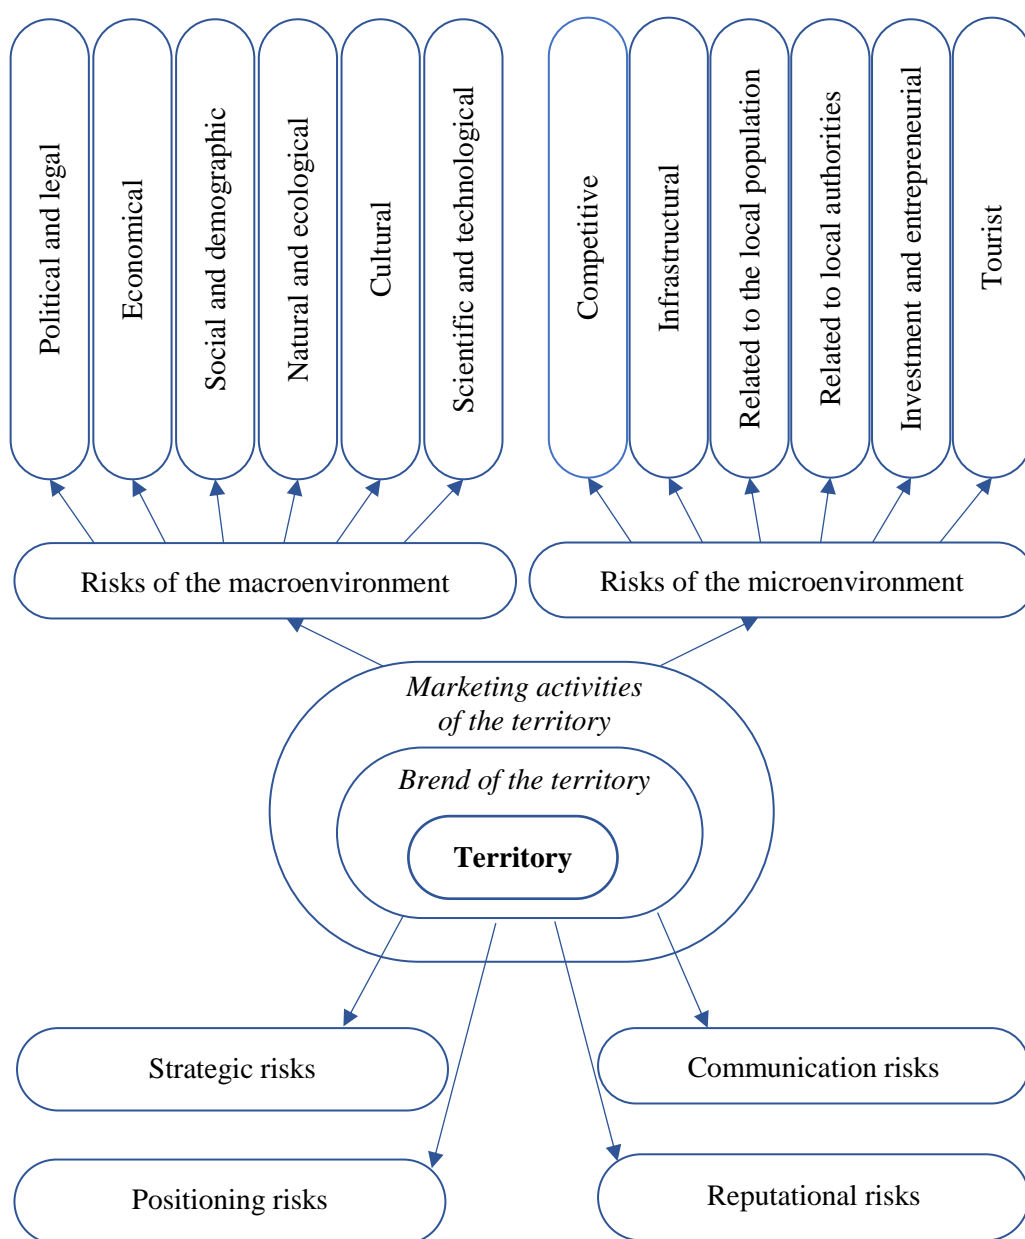 Political and legal
Economical
Social and demographic
Natural and ecological
Cultural
Scientific and technological
Competitive
Infrastructural
Related to the local population
Related to local authorities
Investment and entrepreneurial
Tourist
Risks of the macroenvironment
Risks of the microenvironment
Marketing activities
of the territory
Brend of the territory
Territory
Strategic risks
Communication risks
Positioning risks
Reputational risks